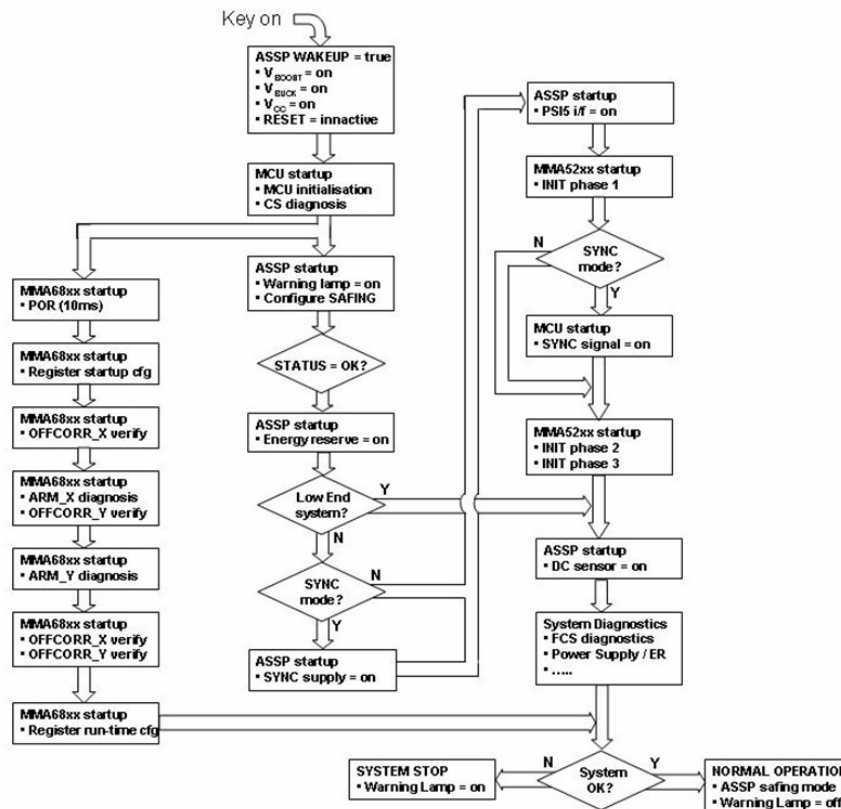 Key on
ASSP WAKEUP = true
▪ VBOOST = on
▪ VBUCK = on
▪ VCC = on
▪ RESET = innactive
MCU startup
▪ MCU initialisation
▪ CS diagnosis
MMA68xx startup
▪ POR (10ms)
MMA68xx startup
▪ Register startup cfg
MMA68xx startup
▪ OFFCORR_X verify
MMA68xx startup
▪ ARM_X diagnosis
▪ OFFCORR_Y verify
MMA68xx startup
▪ ARM_Y diagnosis
MMA68xx startup
▪ OFFCORR_X verify
▪ OFFCORR_Y verify
MMA68xx startup
▪ Register run-time cfg
ASSP startup
▪ Warning lamp = on
▪ Configure SAFING
STATUS = OK?
ASSP startup
▪ Energy reserve = on
Low End
system?
Y
N
SYNC
mode?
N
Y
ASSP startup
▪ SYNC supply = on
ASSP startup
▪ PSI5 i/f = on
MMA52xx startup
▪ INIT phase 1
N
SYNC
mode?
Y
MCU startup
▪ SYNC signal = on
MMA52xx startup
▪ INIT phase 2
▪ INIT phase 3
ASSP startup
▪ DC sensor = on
System Diagnostics
▪ FCS diagnostics
▪ Power Supply / ER
▪ .....
N
System
OK?
Y
SYSTEM STOP
▪ Warning Lamp = on
NORMAL OPERATION
▪ ASSP safing mode
▪ Warning Lamp = off